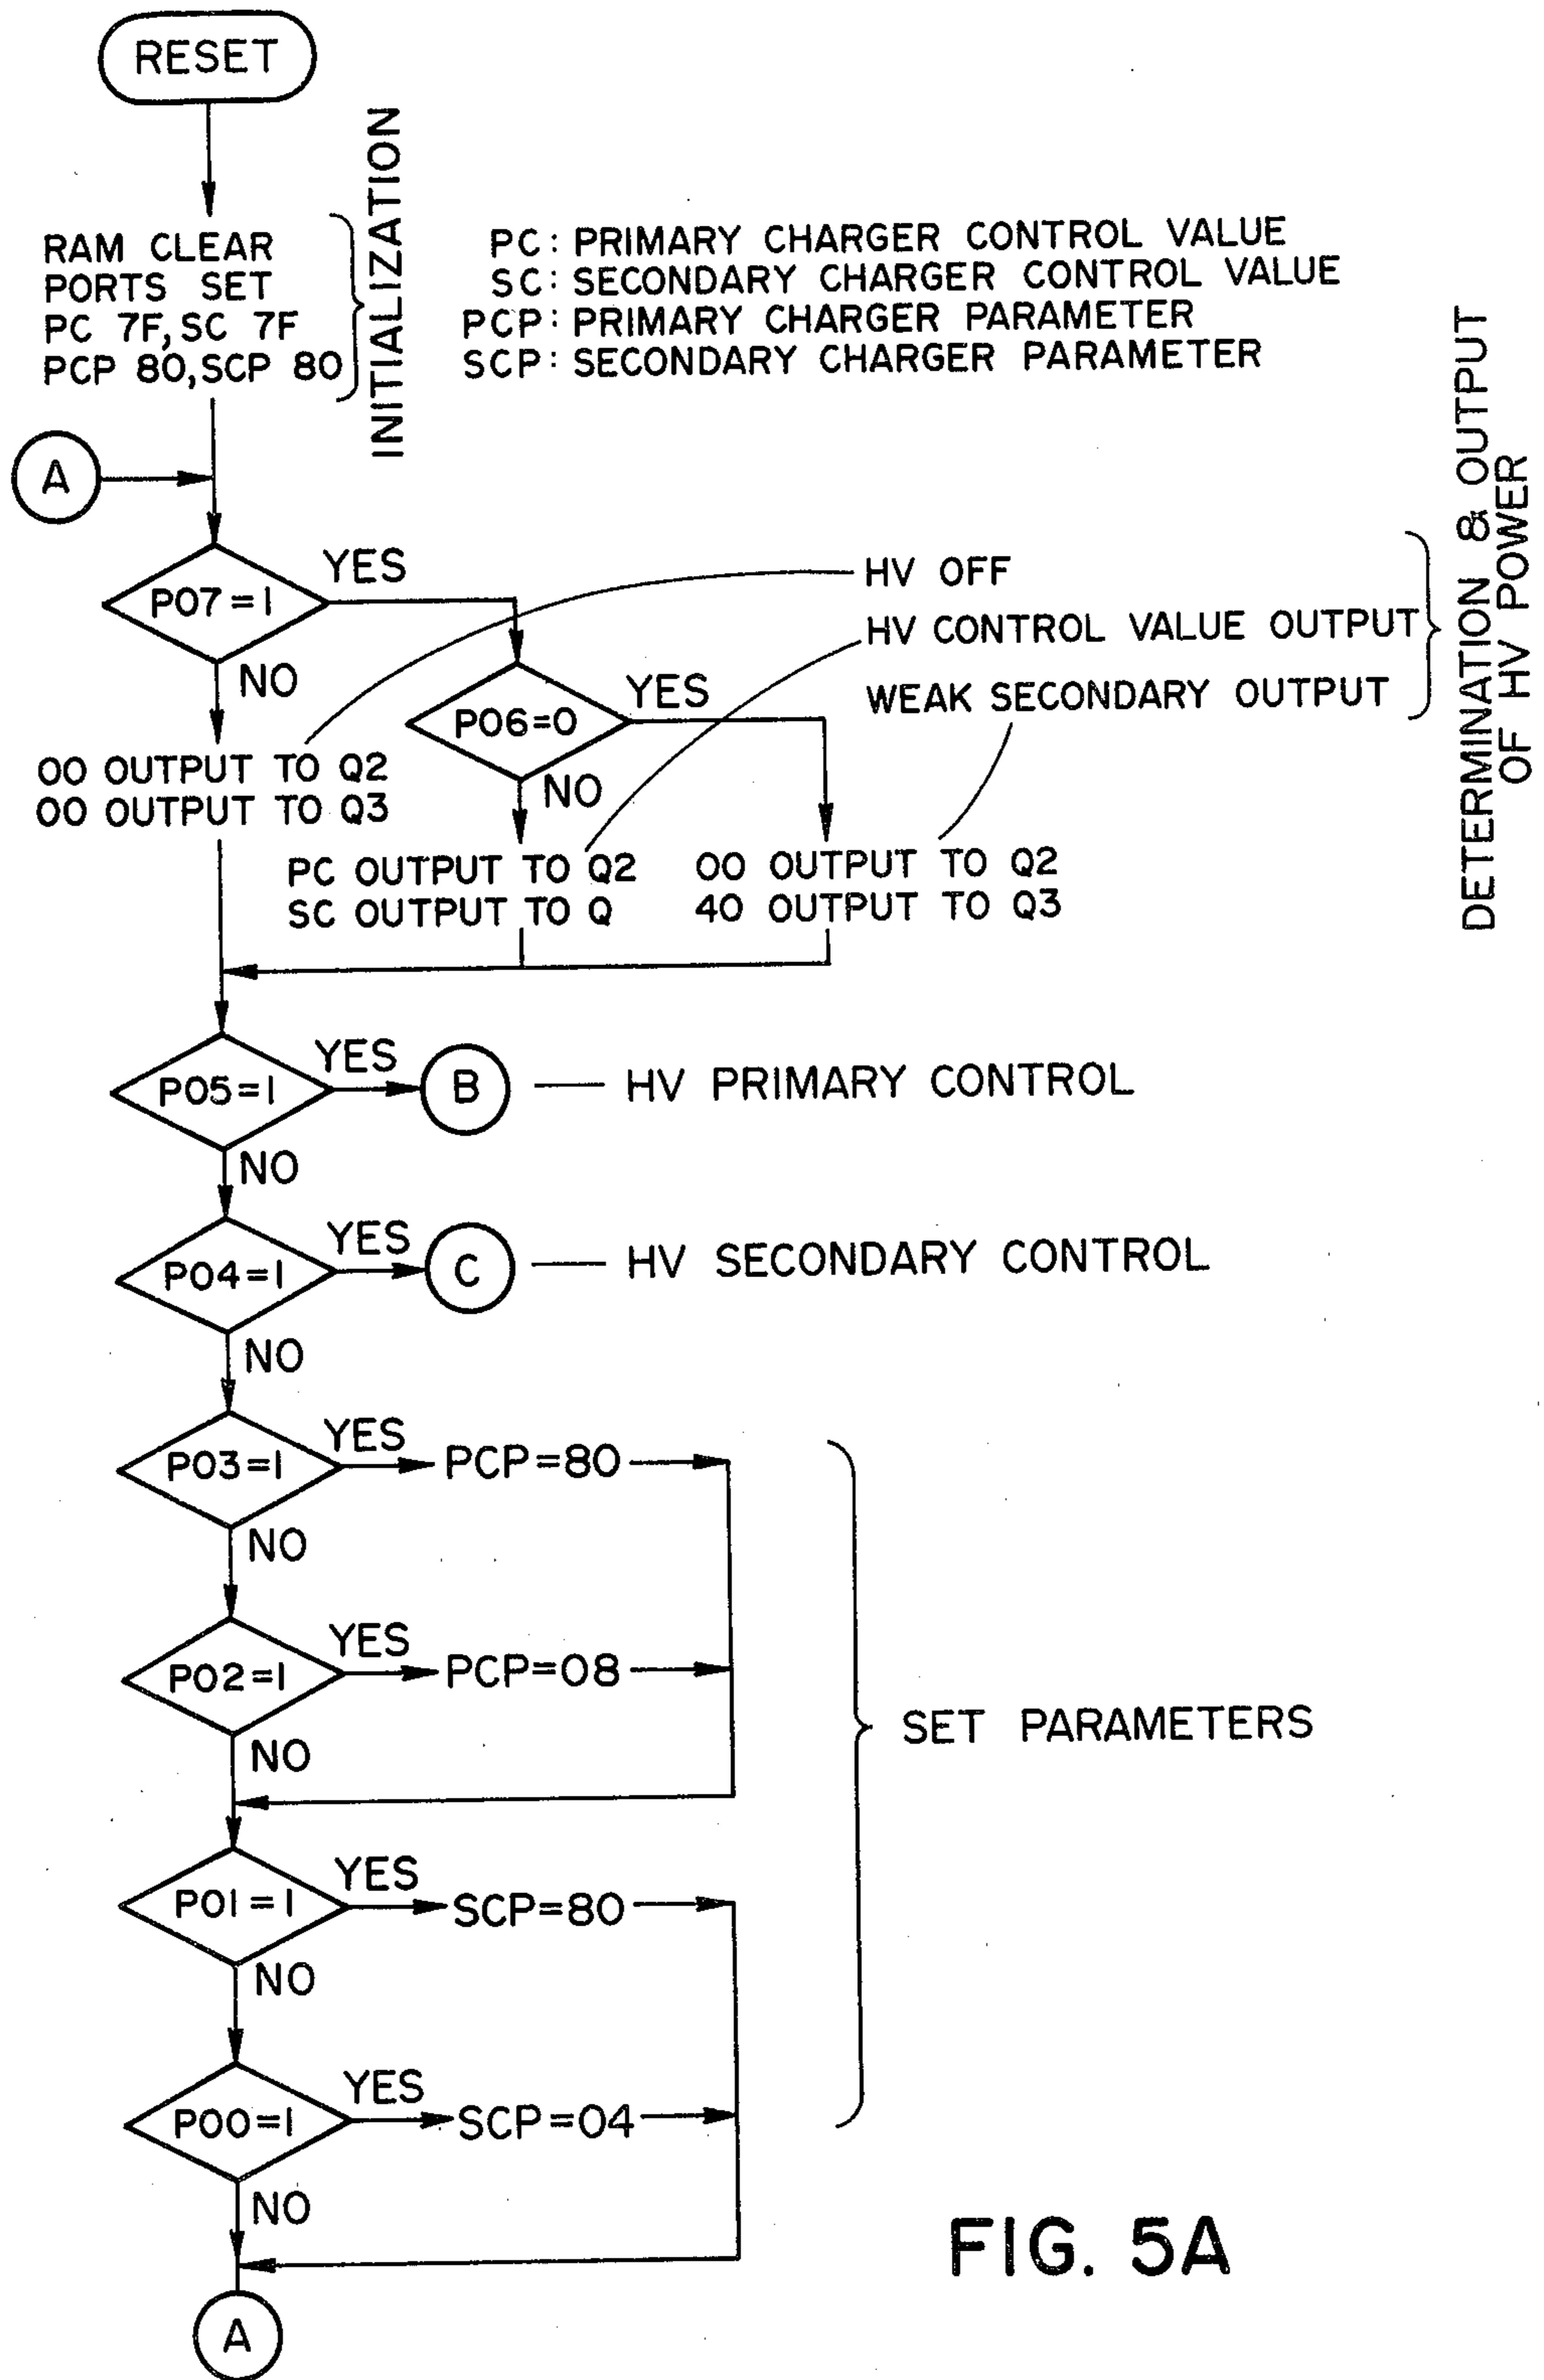 RESET
INITIALIZATION
RAM CLEAR
PORTS SET
PC 7F, SC 7F
PCP 80, SCP 80
PC: PRIMARY CHARGER CONTROL VALUE
SC: SECONDARY CHARGER CONTROL VALUE
PCP: PRIMARY CHARGER PARAMETER
SCP: SECONDARY CHARGER PARAMETER
DETERMINATION & OUTPUT
OF HV POWER
A
P07=1
YES
NO
HV OFF
HV CONTROL VALUE OUTPUT
WEAK SECONDARY OUTPUT
P06=0
YES
NO
00 OUTPUT TO Q2
00 OUTPUT TO Q3
PC OUTPUT TO Q2
SC OUTPUT TO Q
00 OUTPUT TO Q2
40 OUTPUT TO Q3
P05=1
YES
B
— HV PRIMARY CONTROL
NO
P04=1
YES
C
— HV SECONDARY CONTROL
NO
P03=1
YES
PCP=80
NO
P02=1
YES
PCP=08
NO
SET PARAMETERS
P01=1
YES
SCP=80
NO
P00=1
YES
SCP=04
NO
A
FIG. 5A